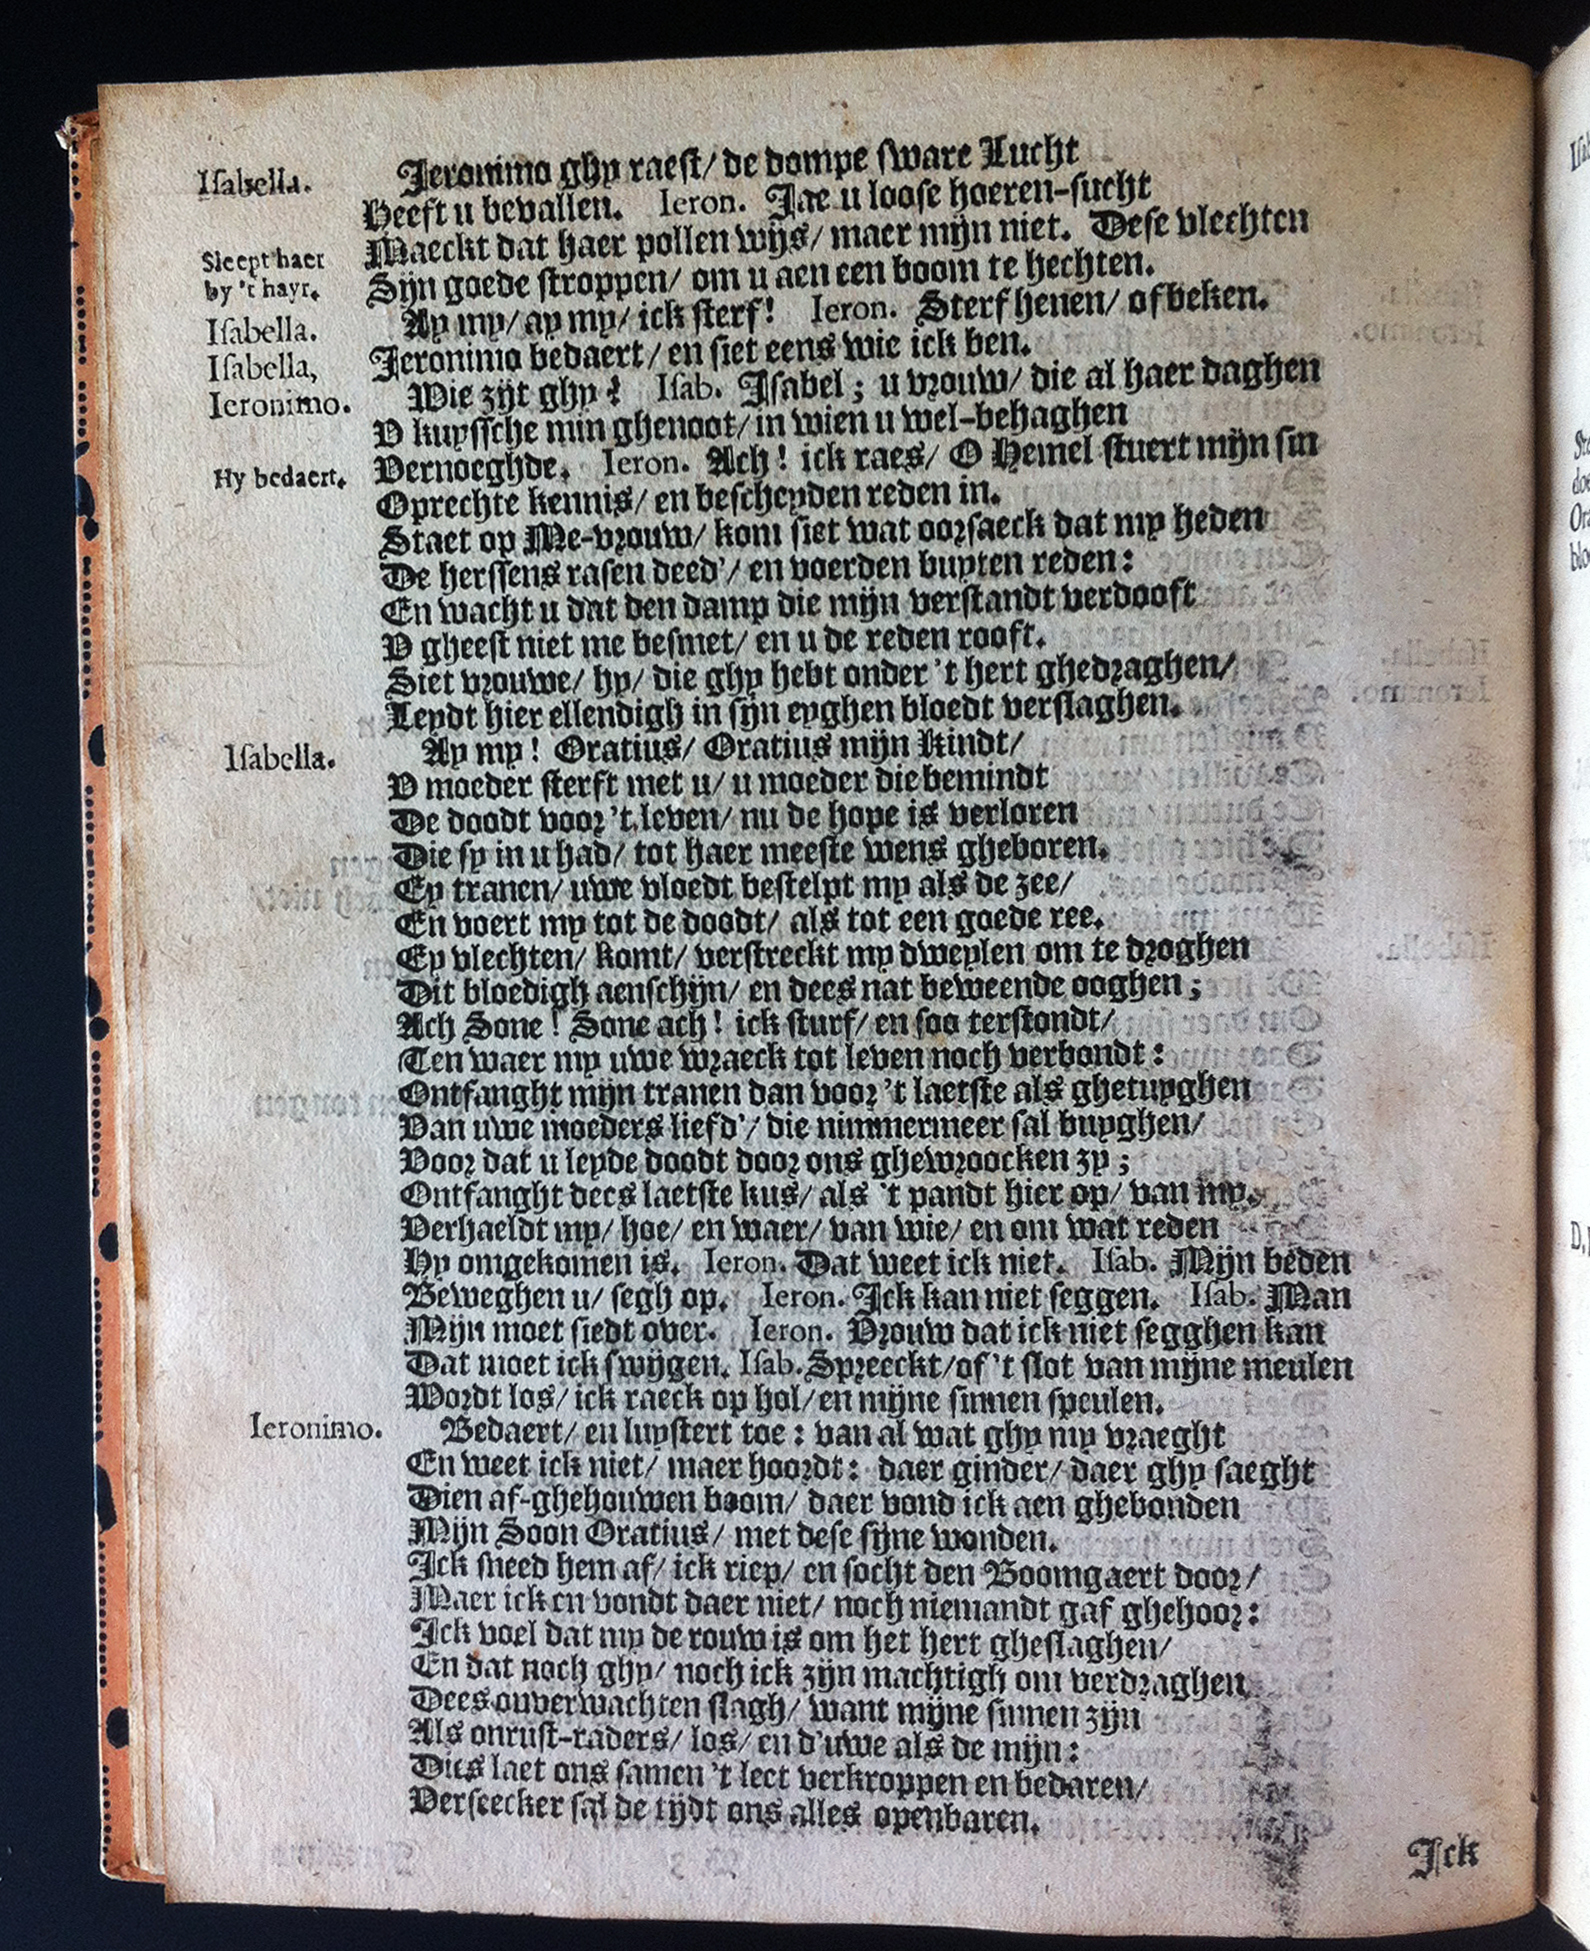 Iſabella. Jeronimo ghy raeſt/ de dompe ſware Lucht
Heeft u bevallen. Ieron. Jae u looſe hoeren-ſucht
Maeckt dat haer pollen wijs/ maer mijn niet. Deſe vlechten
Sleept haer by 't hayr. Sijn goede ſtroppen/ om u aen een boom te hechten.
Iſabella. Ay my/ ay my/ ick ſterf! Ieron. Sterf henen/ of beken.
Iſabella, Jeronimo bedaert/ en ſiet eens wie ick ben.
Ieronimo. Wie zijt ghy? Iſab. Iſabel; u vrouw/ die al haer daghen
V kuyſſche min ghenoot/ in wien u wel-behaghen
Hy bedaert. Vernoeghde. Ieron. Ach! ick raes/ O Hemel ſtuert mijn ſin
Oprechte kennis/ en beſcheyden reden in.
Staet op Me-vrouw/ kom ſiet wat oorſaeck dat my heden
De herſſens raſen deed'/ en voerden buyten reden:
En wacht u dat den damp die mijn verſtandt verdooft
V gheeſt niet me beſmet/ en u de reden rooft.
Siet vrouwe/ hy/ die ghy hebt onder 't hert ghedraghen/
Leydt hier ellendigh in ſijn eyghen bloedt verſlaghen.
Iſabella. Ay my! Oratius/ Oratius mijn Kindt/
V moeder ſterft met u/ u moeder die bemindt
De doodt voor 't leven/ nu de hope is verloren
Die ſy in u had/ tot haer meeſte wens gheboren.
Ey tranen/ uwe vloedt beſtelpt my als de zee/
En voert my tot de doodt/ als tot een goede ree.
Ey vlechten/ komt/ verſtreckt my dweylen om te droghen
Dit bloedigh aenſchijn/ en dees nat beweende ooghen;
Ach Sone! Sone ach! ick ſturf/ en ſoo terſtondt/
Ten waer my uwe wraeck tot leven noch verbondt:
Ontfanght mijn tranen dan voor 't laetſte als ghetuyghen
Van uwe moeders liefd'/ die nimmermeer ſal buyghen/
Voor dat u leyde doodt door ons ghewroocken zy;
Ontfanght dees laetſte kus/ als 't pandt hier op/ van my.
Verhaeldt my/ hoe/ en waer/ van wie/ en om wat reden
Hy omgekomen is. Ieron. Dat weet ick niet. Iſab. Mijn beden
Beweghen u/ ſegh op. Ieron. Ick kan niet ſeggen. Iſab. Man
Mijn moet ſiedt over. Ieron. Vrouw dat ick niet ſegghen kan
Dat moet ick ſwijgen. Iſab. Spreeckt/ of 't ſlot van mijne meulen
Wordt los/ ick raeck op hol/ en mijne ſinnen ſpeulen.
Ieronimo. Bedaert/ en luyſtert toe: van al wat ghy my vraeght
En weet ick niet/ maer hoordt: daer ginder/ daer ghy ſaeght
Dien af-ghehouwen boom/ daer vond ick aen ghebonden
Mijn Soon Oratius/ met deſe ſijne wonden.
Ick ſneed hem af/ ick riep/ en ſocht den Boomgaert door/
Maer ick en vondt daer niet/ noch niemandt gaf ghehoor:
Ick voel dat my de rouw is om het hert gheſlaghen/
En dat noch ghy/ noch ick zijn machtigh om verdraghen
Dees onverwachten ſlagh/ want mijne ſinnen zijn
Als onruſt-raders/ los/ en d'uwe als de mijn:
Dies laet ons ſamen 't leet verkroppen en bedaren/
Verſeecker ſal de tijdt ons alles openbaren.
Ick